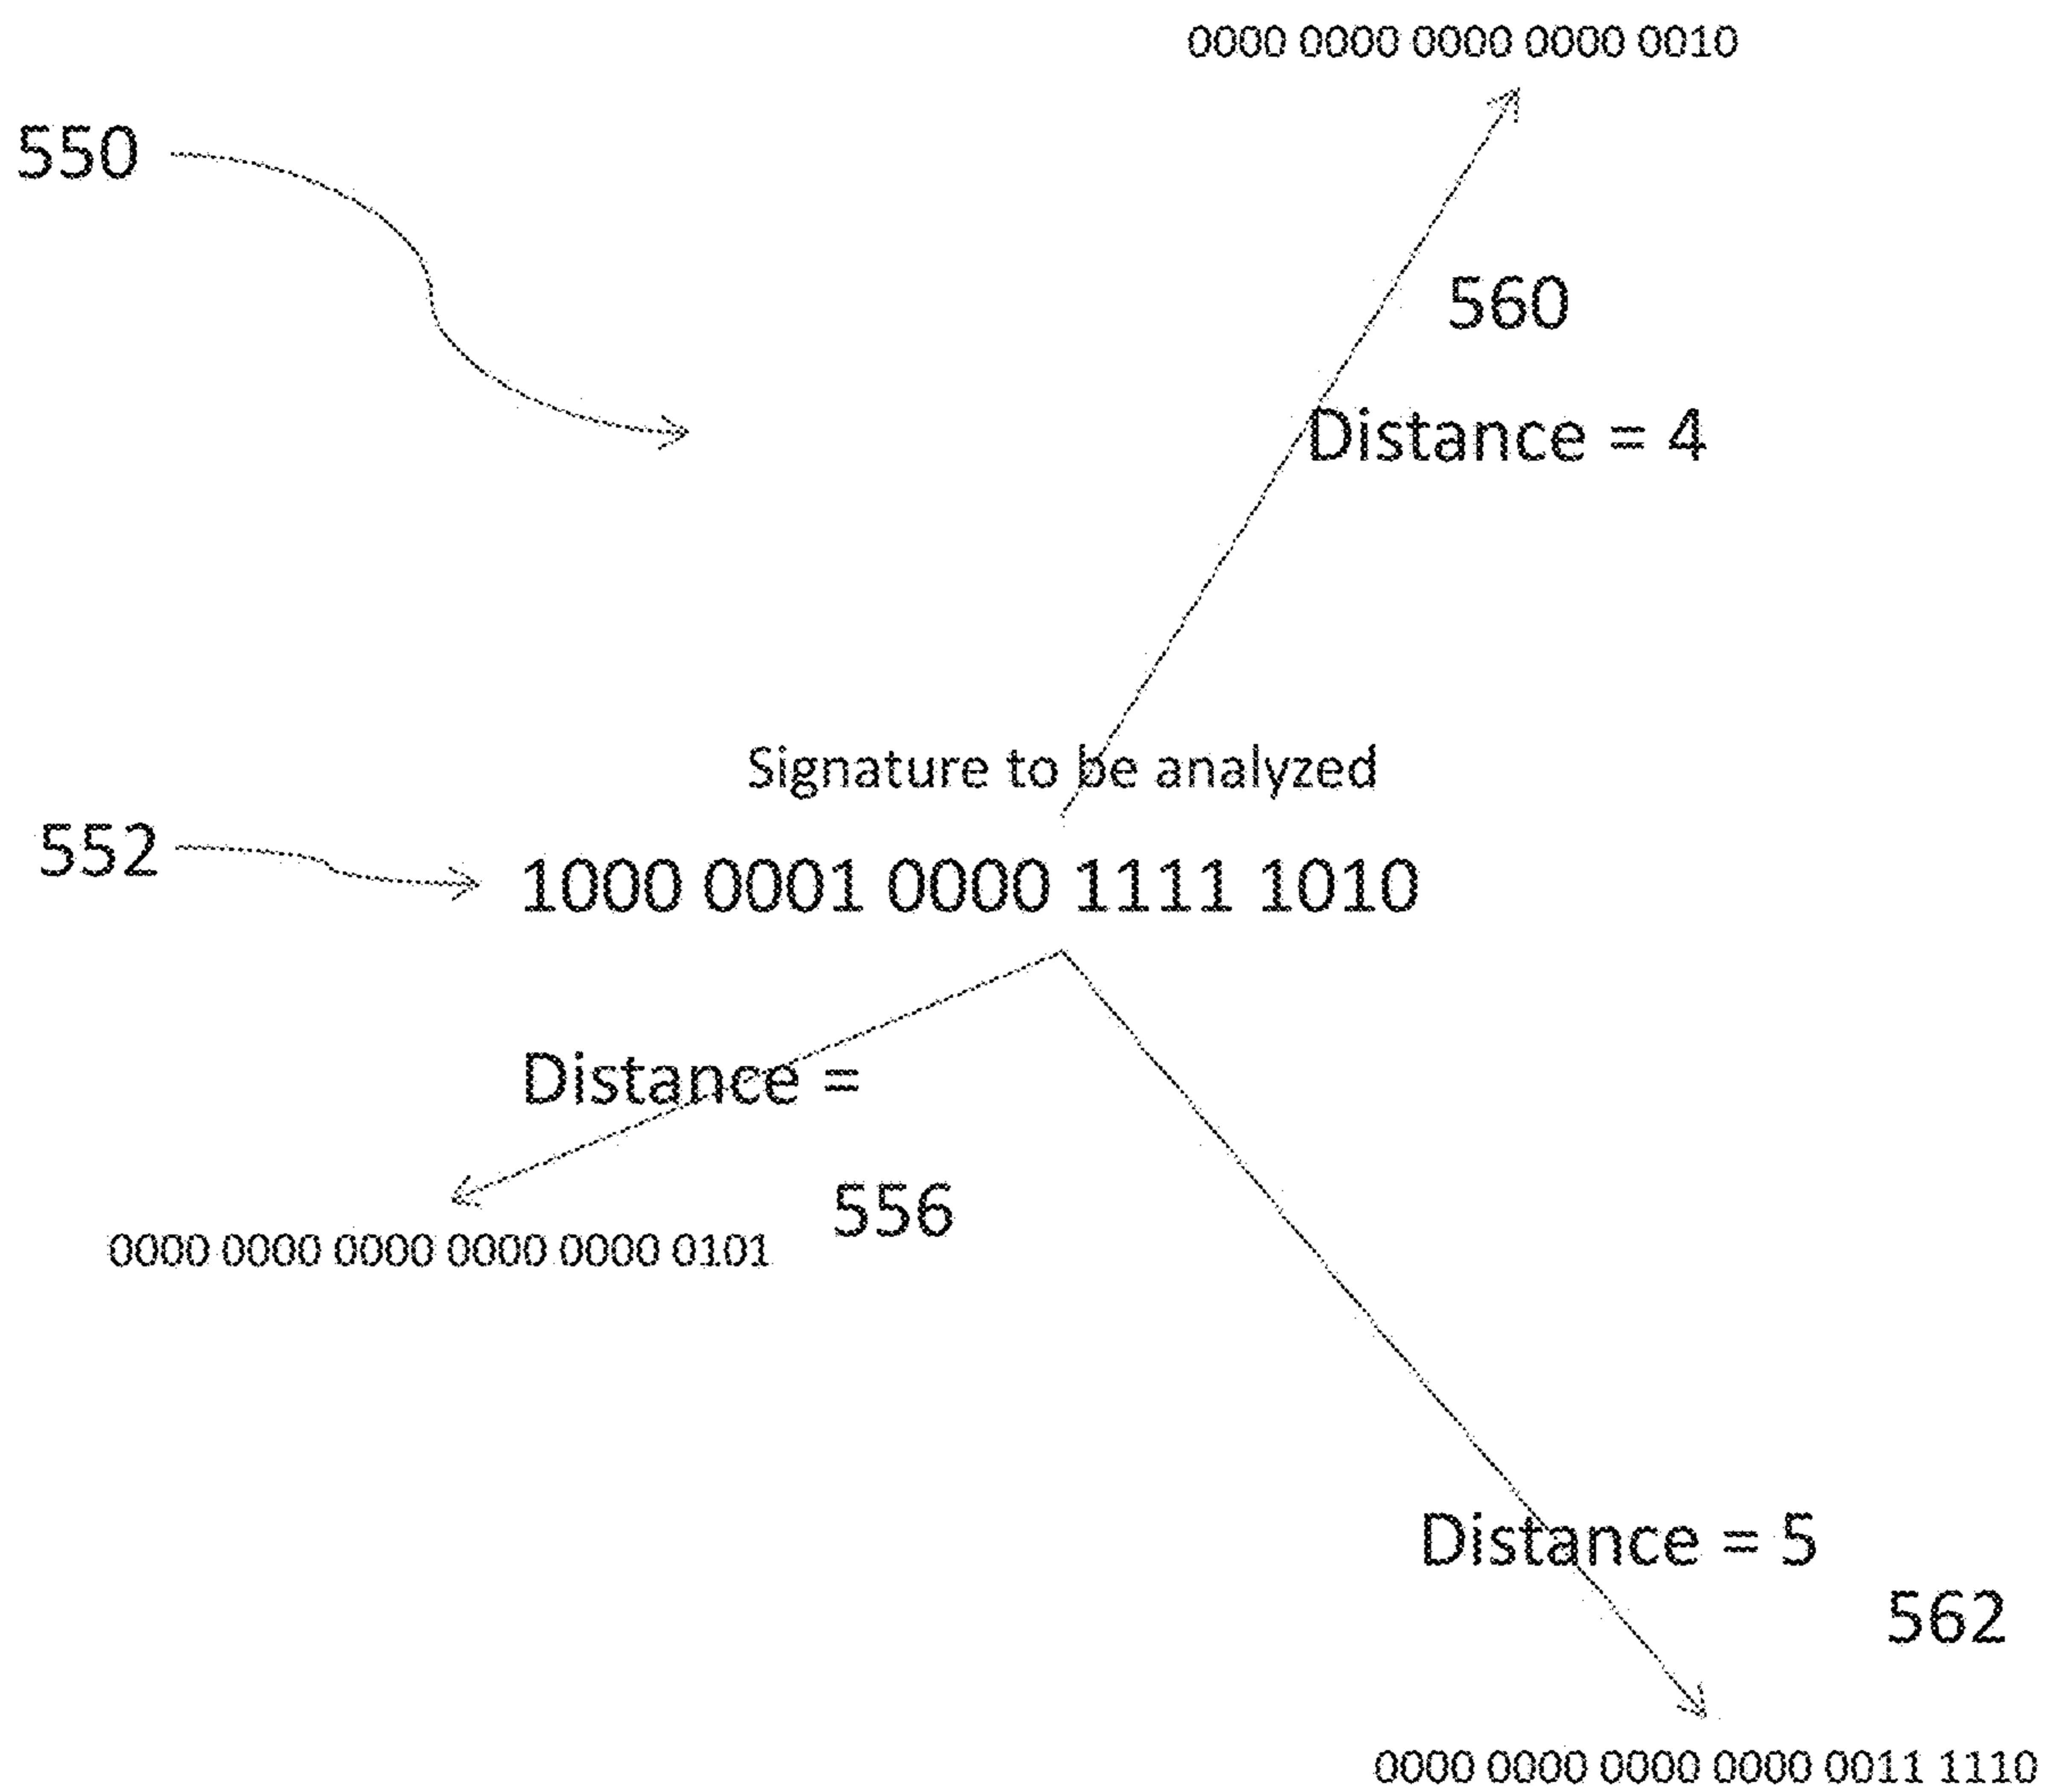 0000 0000 0000 0000 0010
550
560
Distance = 4
Signature to be analyzed
552
1000 0001 0000 1111 1010
Distance =
556
0000 0000 0000 0000 0000 0101
Distance = 5
562
0000 0000 0000 0000 0011 1110